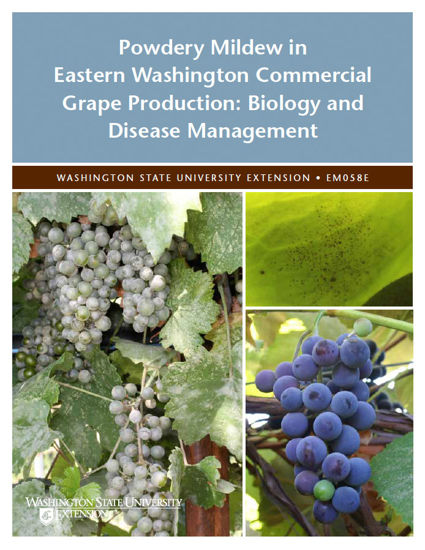 Powdery Mildew in
Eastern Washington Commercial
Grape Production: Biology and
Disease Management
WASHINGTON STATE UNIVERSITY EXTENSION • EM058E
WASHINGTON STATE UNIVERSITY
EXTENSION